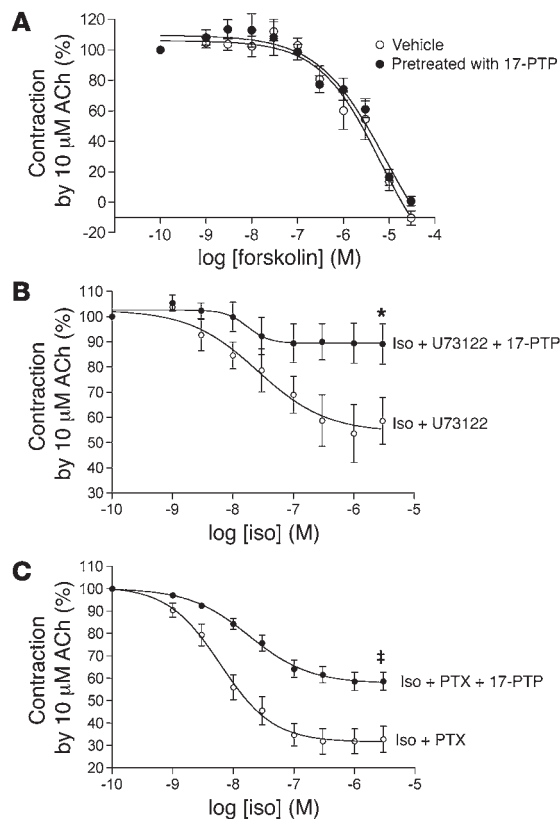 A
Contraction
by 10 µM ACh (%)
120
100
80
60
40
20
0
-20
Vehicle
Pretreated with 17-PTP
-11 -10 -9 -8 -7 -6 -5 -4
log [forskolin] (M)
B
Contraction
by 10 µM ACh (%)
110
100
90
80
70
60
50
40
30
*
Iso + U73122 + 17-PTP
Iso + U73122
-10 -9 -8 -7 -6 -5
log [iso] (M)
C
Contraction
by 10 µM ACh (%)
110
100
90
80
70
60
50
40
30
20
‡
Iso + PTX + 17-PTP
Iso + PTX
-10 -9 -8 -7 -6 -5
log [iso] (M)